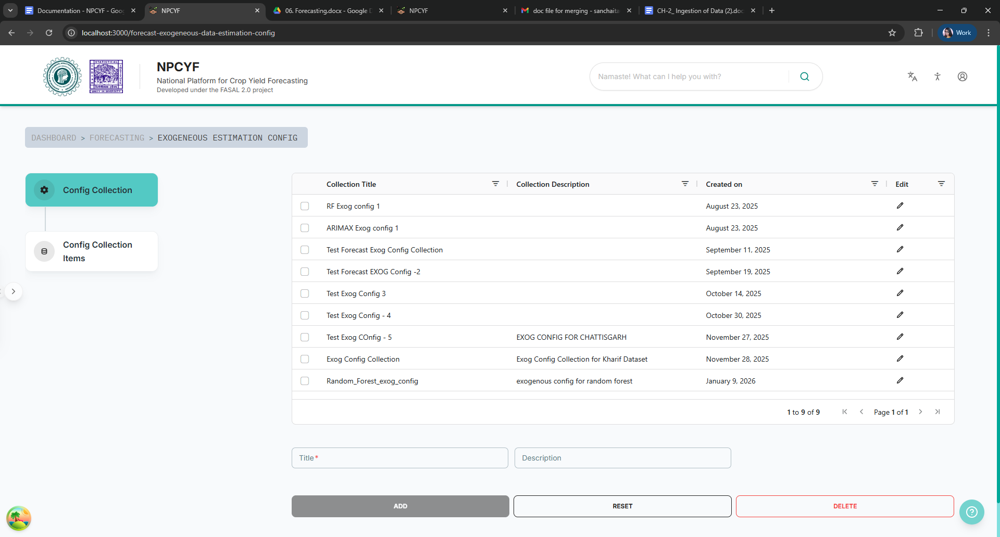 Documentation - NPCYF - Goo
NPCYF
06. Forecasting.docx - Google D
NPCYF
doc file for merging - sanchaita
CH-2_ Ingestion of Data (2).doc
localhost:3000/forecast-exogeneous-data-estimation-config
Work
STATISTICAL
INDIAN
INSTITUTE
UNITY IN DIVERSITY
NPCYF
National Platform for Crop Yield Forecasting
Developed under the FASAL 2.0 project
Namaste! What can I help you with?
DASHBOARD > FORECASTING > EXOGENEOUS ESTIMATION CONFIG
Config Collection
Config Collection
Items
Collection Title Collection Description Created on Edit
RF Exog config 1 August 23, 2025
ARIMAX Exog config 1 August 23, 2025
Test Forecast Exog Config Collection September 11, 2025
Test Forecast EXOG Config -2 September 19, 2025
Test Exog Config 3 October 14, 2025
Test Exog Config - 4 October 30, 2025
Test Exog COnfig - 5 EXOG CONFIG FOR CHATTISGARH November 27, 2025
Exog Config Collection Exog Config Collection for Kharif Dataset November 28, 2025
Random_Forest_exog_config exogenous config for random forest January 9, 2026
1 to 9 of 9 Page 1 of 1
Title*
Description
ADD
RESET
DELETE